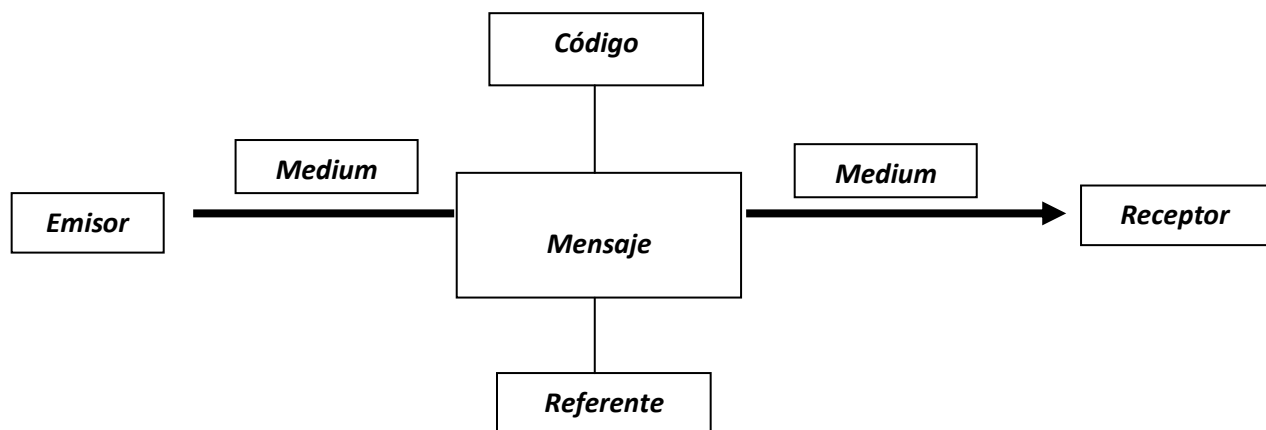 Código
Medium
Medium
Emisor
Mensaje
Receptor
Referente